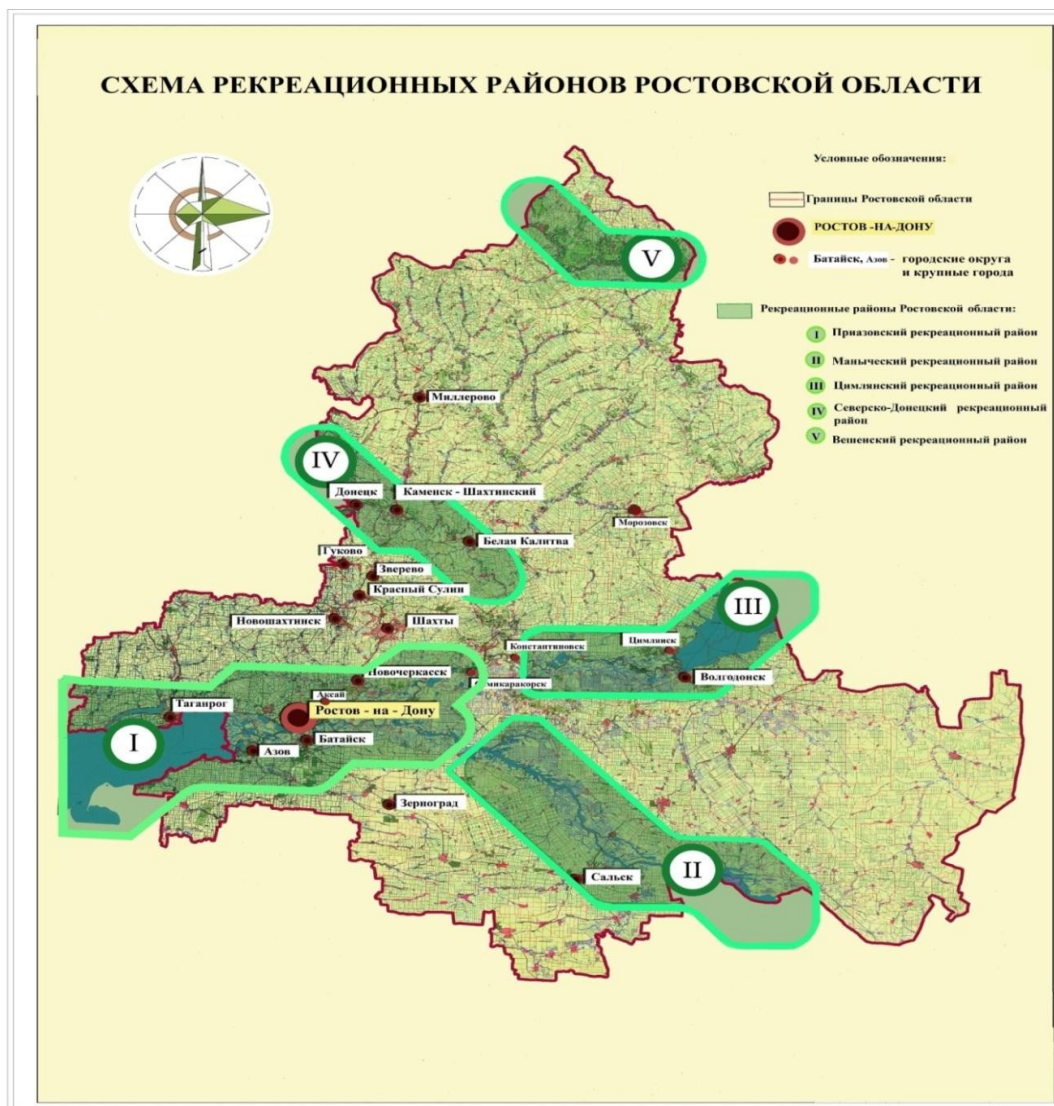 СХЕМА РЕКРЕАЦИОННЫХ РАЙОНОВ РОСТОВСКОЙ ОБЛАСТИ
Условные обозначения:
Границы Ростовской области
РОСТОВ -НА-ДОНУ
Батайск, Азов - городские округа
и крупные города
Рекреационные районы Ростовской области:
I Приазовский рекреационный район
II Манычеcкий рекреационный район
III Цимлянский рекреационный район
IV Северско-Донецкий рекреационный
район
V Вешенский рекреационный район
V
Миллерово
IV
Донецк
Каменск - Шахтинский
Морозовск
Белая Калитва
Гуково
Зверево
Красный Сулин
III
Новошахтинск
Шахты
Цимлянск
Константиновск
Новочеркасск
Волгодонск
Аксай
Таганрог
Ростов - на - Дону
I
Батайск
Азов
Зерноград
II
Сальск